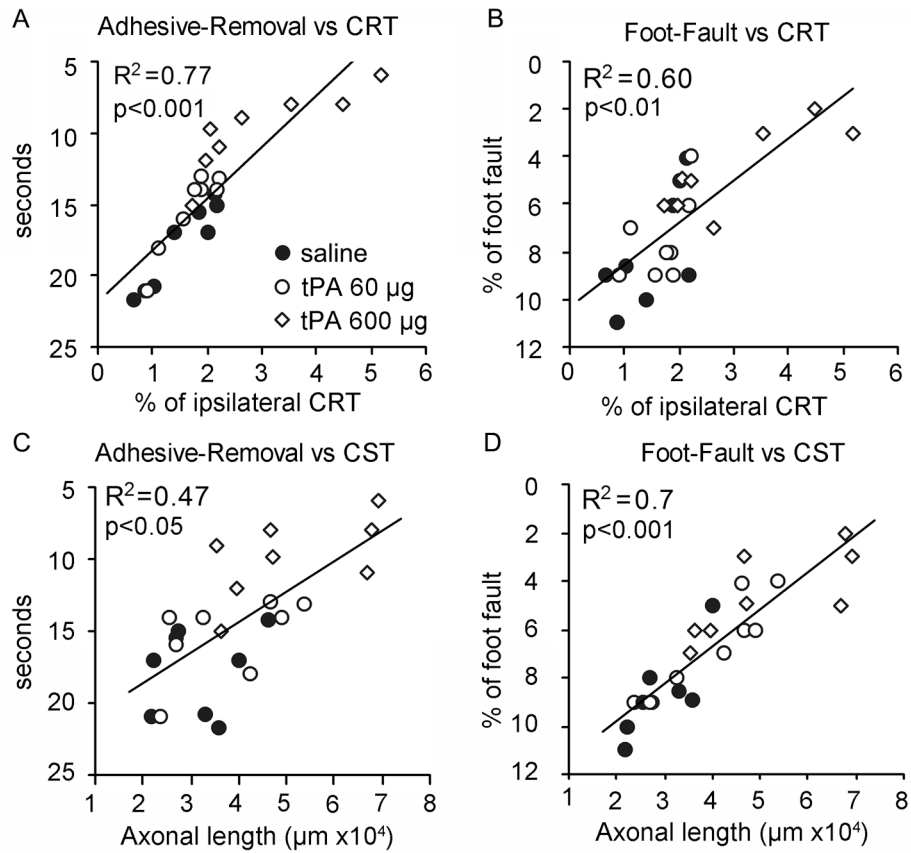 A
Adhesive-Removal vs CRT
R²=0.77
p<0.001
5
10
15
20
25
seconds
saline
tPA 60 µg
tPA 600 µg
0 1 2 3 4 5 6
% of ipsilateral CRT
B
Foot-Fault vs CRT
R²=0.60
p<0.01
0
2
4
6
8
10
12
% of foot fault
0 1 2 3 4 5 6
% of ipsilateral CRT
C
Adhesive-Removal vs CST
R²=0.47
p<0.05
5
10
15
20
25
seconds
1 2 3 4 5 6 7 8
Axonal length (µm x10⁴)
D
Foot-Fault vs CST
R²=0.7
p<0.001
0
2
4
6
8
10
12
% of foot fault
1 2 3 4 5 6 7 8
Axonal length (µm x10⁴)